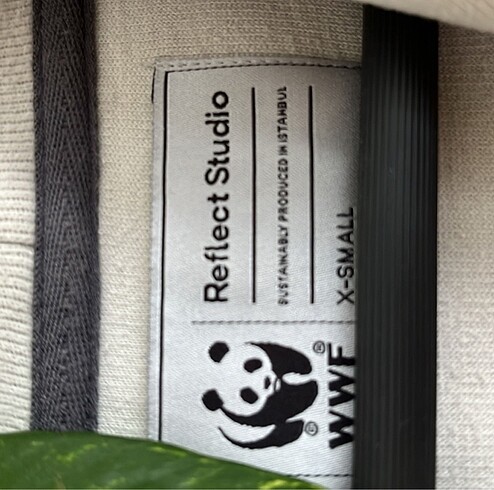 Reflect Studio
SUSTAINABLY PRODUCED IN ISTANBUL
X-SMALL
® © WWF